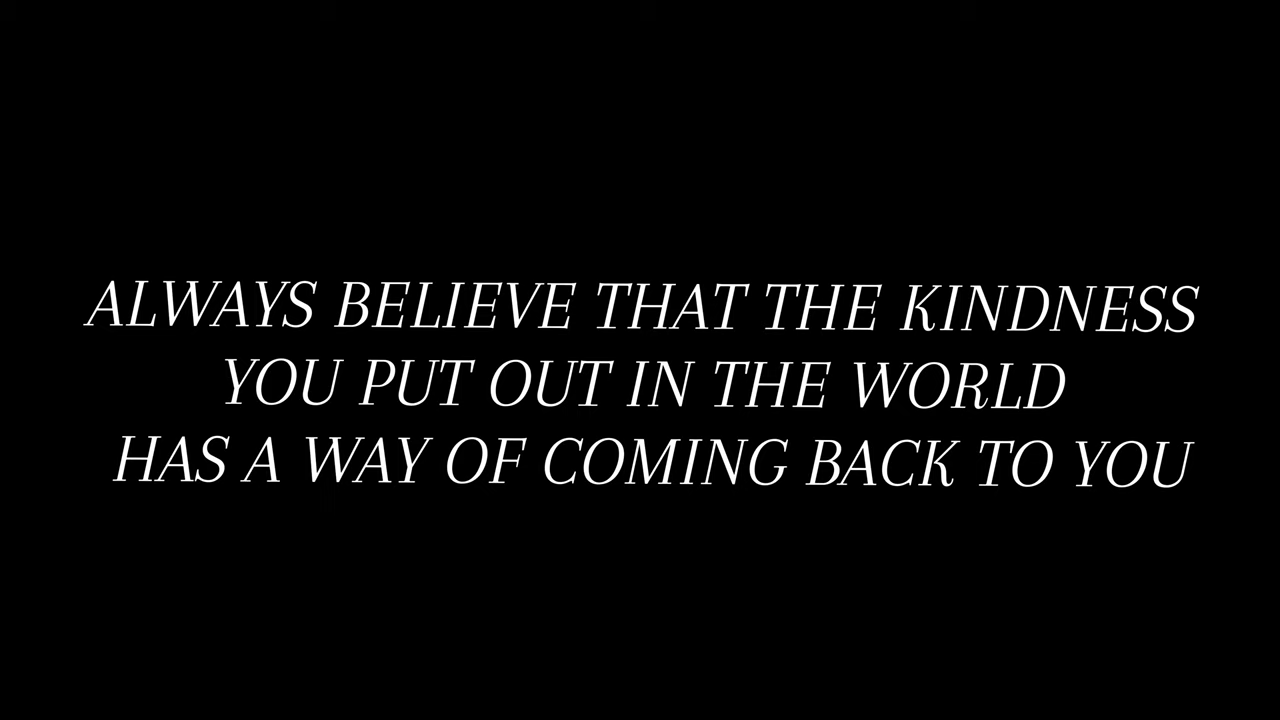 ALWAYS BELIEVE THAT THE KINDNESS
YOU PUT OUT IN THE WORLD
HAS A WAY OF COMING BACK TO YOU